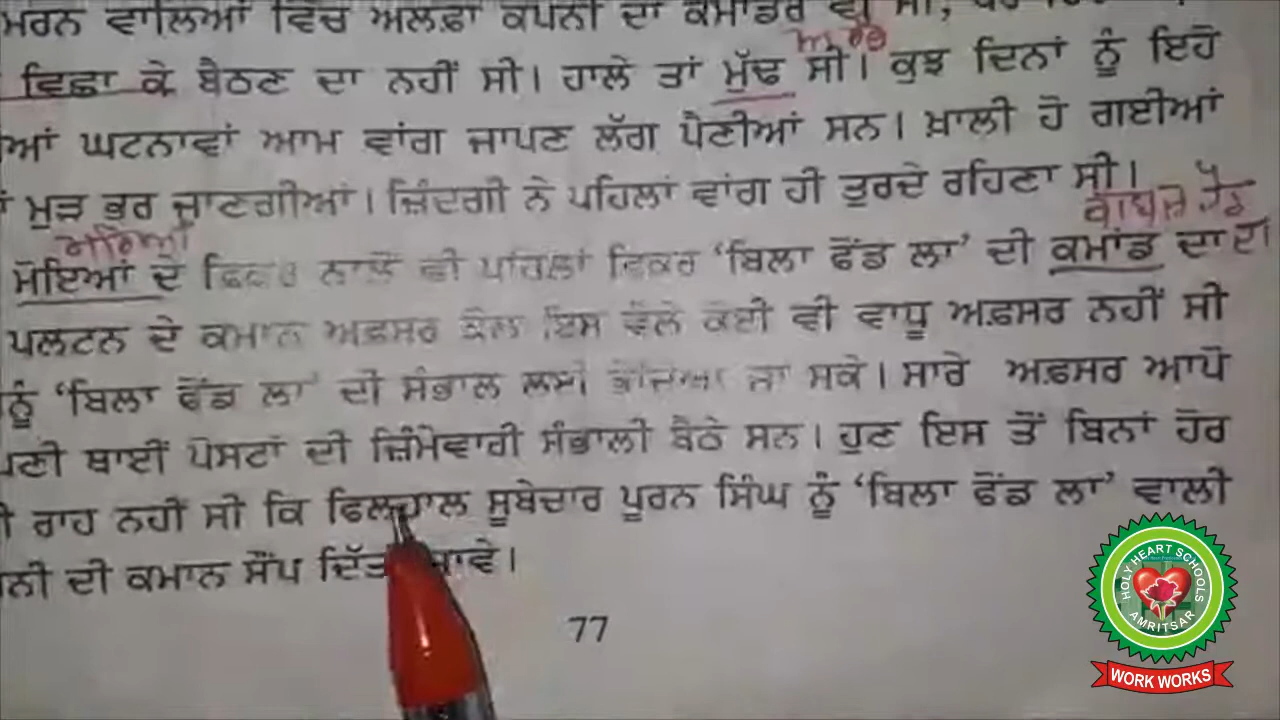 ਮਰਨ ਵਾਲਿਆਂ ਵਿੱਚ ਅਲਫ਼ਾ ਕੰਪਨੀ ਦਾ ਕਮਾਂਡਰ ਵੀ ਸੀ,
ਵਿਛਾ ਕੇ ਬੈਠਣ ਦਾ ਨਹੀਂ ਸੀ। ਹਾਲੇ ਤਾਂ ਮੁੱਢ ਸੀ। ਕੁਝ ਦਿਨਾਂ ਨੂੰ ਇਹੋ
ਘਟਨਾਵਾਂ ਆਮ ਵਾਂਗ ਜਾਪਣ ਲੱਗ ਪੈਣੀਆਂ ਸਨ। ਖ਼ਾਲੀ ਹੋ ਗਈਆਂ
ਮੁੜ ਭਰ ਜਾਣਗੀਆਂ। ਜ਼ਿੰਦਗੀ ਨੇ ਪਹਿਲਾਂ ਵਾਂਗ ਹੀ ਤੁਰਦੇ ਰਹਿਣਾ ਸੀ।
ਮਰਿਆਂ
ਮੋਇਆਂ ਦੇ ਫ਼ਿਕਰ ਨਾਲੋਂ ਵੀ ਪਹਿਲਾਂ ਫ਼ਿਕਰ ‘ਬਿਲਾ ਫੌਂਡ ਲਾ’ ਦੀ ਕਮਾਂਡ ਦਾ
ਪਲਟਨ ਦੇ ਕਮਾਨ ਅਫ਼ਸਰ ਕੋਲ ਇਸ ਵੇਲੇ ਕੋਈ ਵੀ ਵਾਧੂ ਅਫ਼ਸਰ ਨਹੀਂ ਸੀ
ਨੂੰ ‘ਬਿਲਾ ਫੌਂਡ ਲਾ’ ਦੀ ਸੰਭਾਲ ਲਈ ਭੇਜਿਆ ਜਾ ਸਕੇ। ਸਾਰੇ ਅਫ਼ਸਰ ਆਪੋ
ਥਾਈਂ ਪੋਸਟਾਂ ਦੀ ਜ਼ਿੰਮੇਵਾਰੀ ਸੰਭਾਲੀ ਬੈਠੇ ਸਨ। ਹੁਣ ਇਸ ਤੋਂ ਬਿਨਾਂ ਹੋਰ
ਰਾਹ ਨਹੀਂ ਸੀ ਕਿ ਫਿਲਹਾਲ ਸੂਬੇਦਾਰ ਪੂਰਨ ਸਿੰਘ ਨੂੰ ‘ਬਿਲਾ ਫੌਂਡ ਲਾ’ ਵਾਲੀ
ਦੀ ਕਮਾਨ ਸੌਂਪ ਦਿੱਤੀ ਜਾਵੇ।
77
HOLY HEART SCHOOLS
AMRITSAR
WORK WORKS